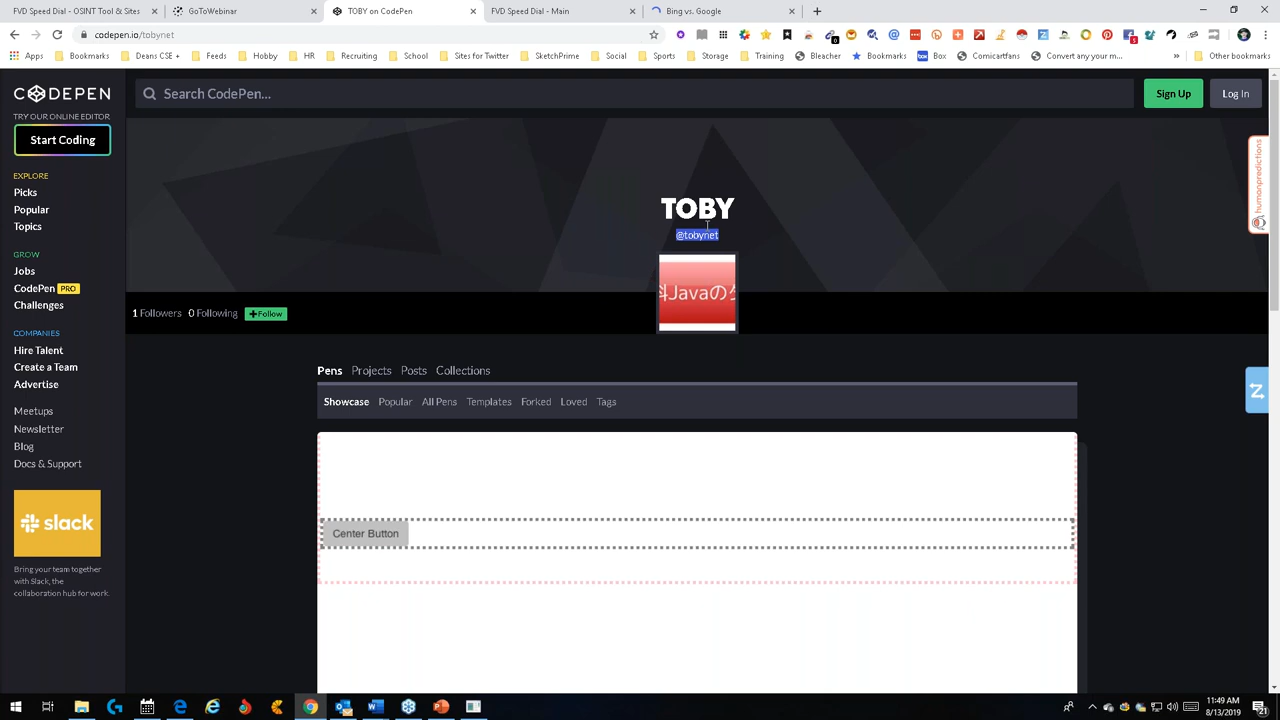 FVD Speed Dial - OSINT Tool & Sites
GoToWebinar
TOBY on CodePen
FVD Speed Dial - Main
Bing vs. Google
codepen.io/tobynet
Apps
Bookmarks
Deans CSE +
Feeds
Hobby
HR
Recruiting
School
Sites for Twitter
SketchPrime
Social
Sports
Storage
Training
Bleacher
Bookmarks
Box
Comicartfans
Convert any your m...
Other bookmarks
CODEPEN
Search CodePen...
Sign Up
Log In
TRY OUR ONLINE EDITOR
Start Coding
EXPLORE
Picks
Popular
Topics
GROW
Jobs
CodePen PRO
Challenges
COMPANIES
Hire Talent
Create a Team
Advertise
Meetups
Newsletter
Blog
Docs & Support
slack
Bring your team together
with Slack, the
collaboration hub for work.
TOBY
@tobynet
Javaの
1 Followers 0 Following +Follow
humanpredictions
Pens Projects Posts Collections
Showcase Popular All Pens Templates Forked Loved Tags
Center Button
11:49 AM
8/13/2019
21